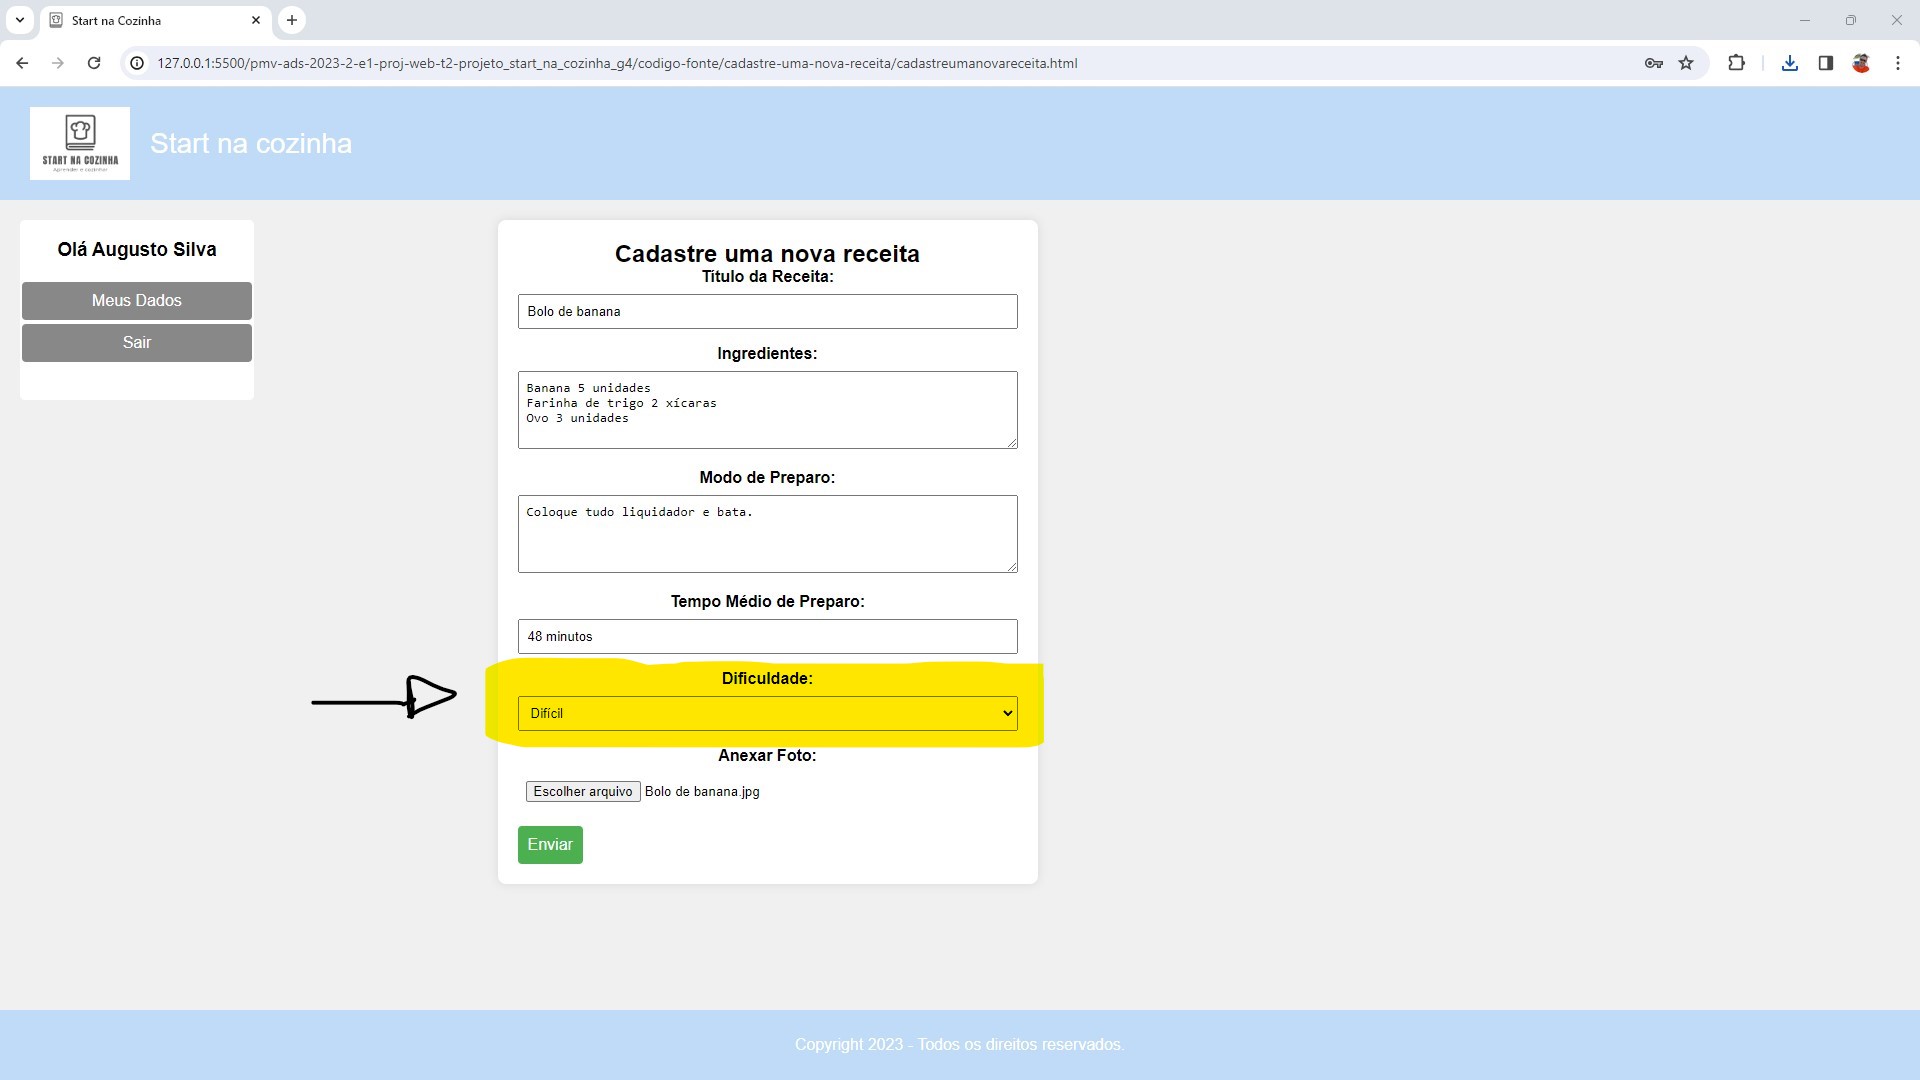 Start na Cozinha
127.0.0.1:5500/pmv-ads-2023-2-e1-proj-web-t2-projeto_start_na_cozinha_g4/codigo-fonte/cadastre-uma-nova-receita/cadastreumanovareceita.html
START NA COZINHA
Aprender e cozinhar
Start na cozinha
Olá Augusto Silva
Meus Dados
Sair
Cadastre uma nova receita
Título da Receita:
Bolo de banana
Ingredientes:
Banana 5 unidades
Farinha de trigo 2 xícaras
Ovo 3 unidades
Modo de Preparo:
Coloque tudo liquidador e bata.
Tempo Médio de Preparo:
48 minutos
Dificuldade:
Difícil
Anexar Foto:
Escolher arquivo Bolo de banana.jpg
Enviar
Copyright 2023 - Todos os direitos reservados.